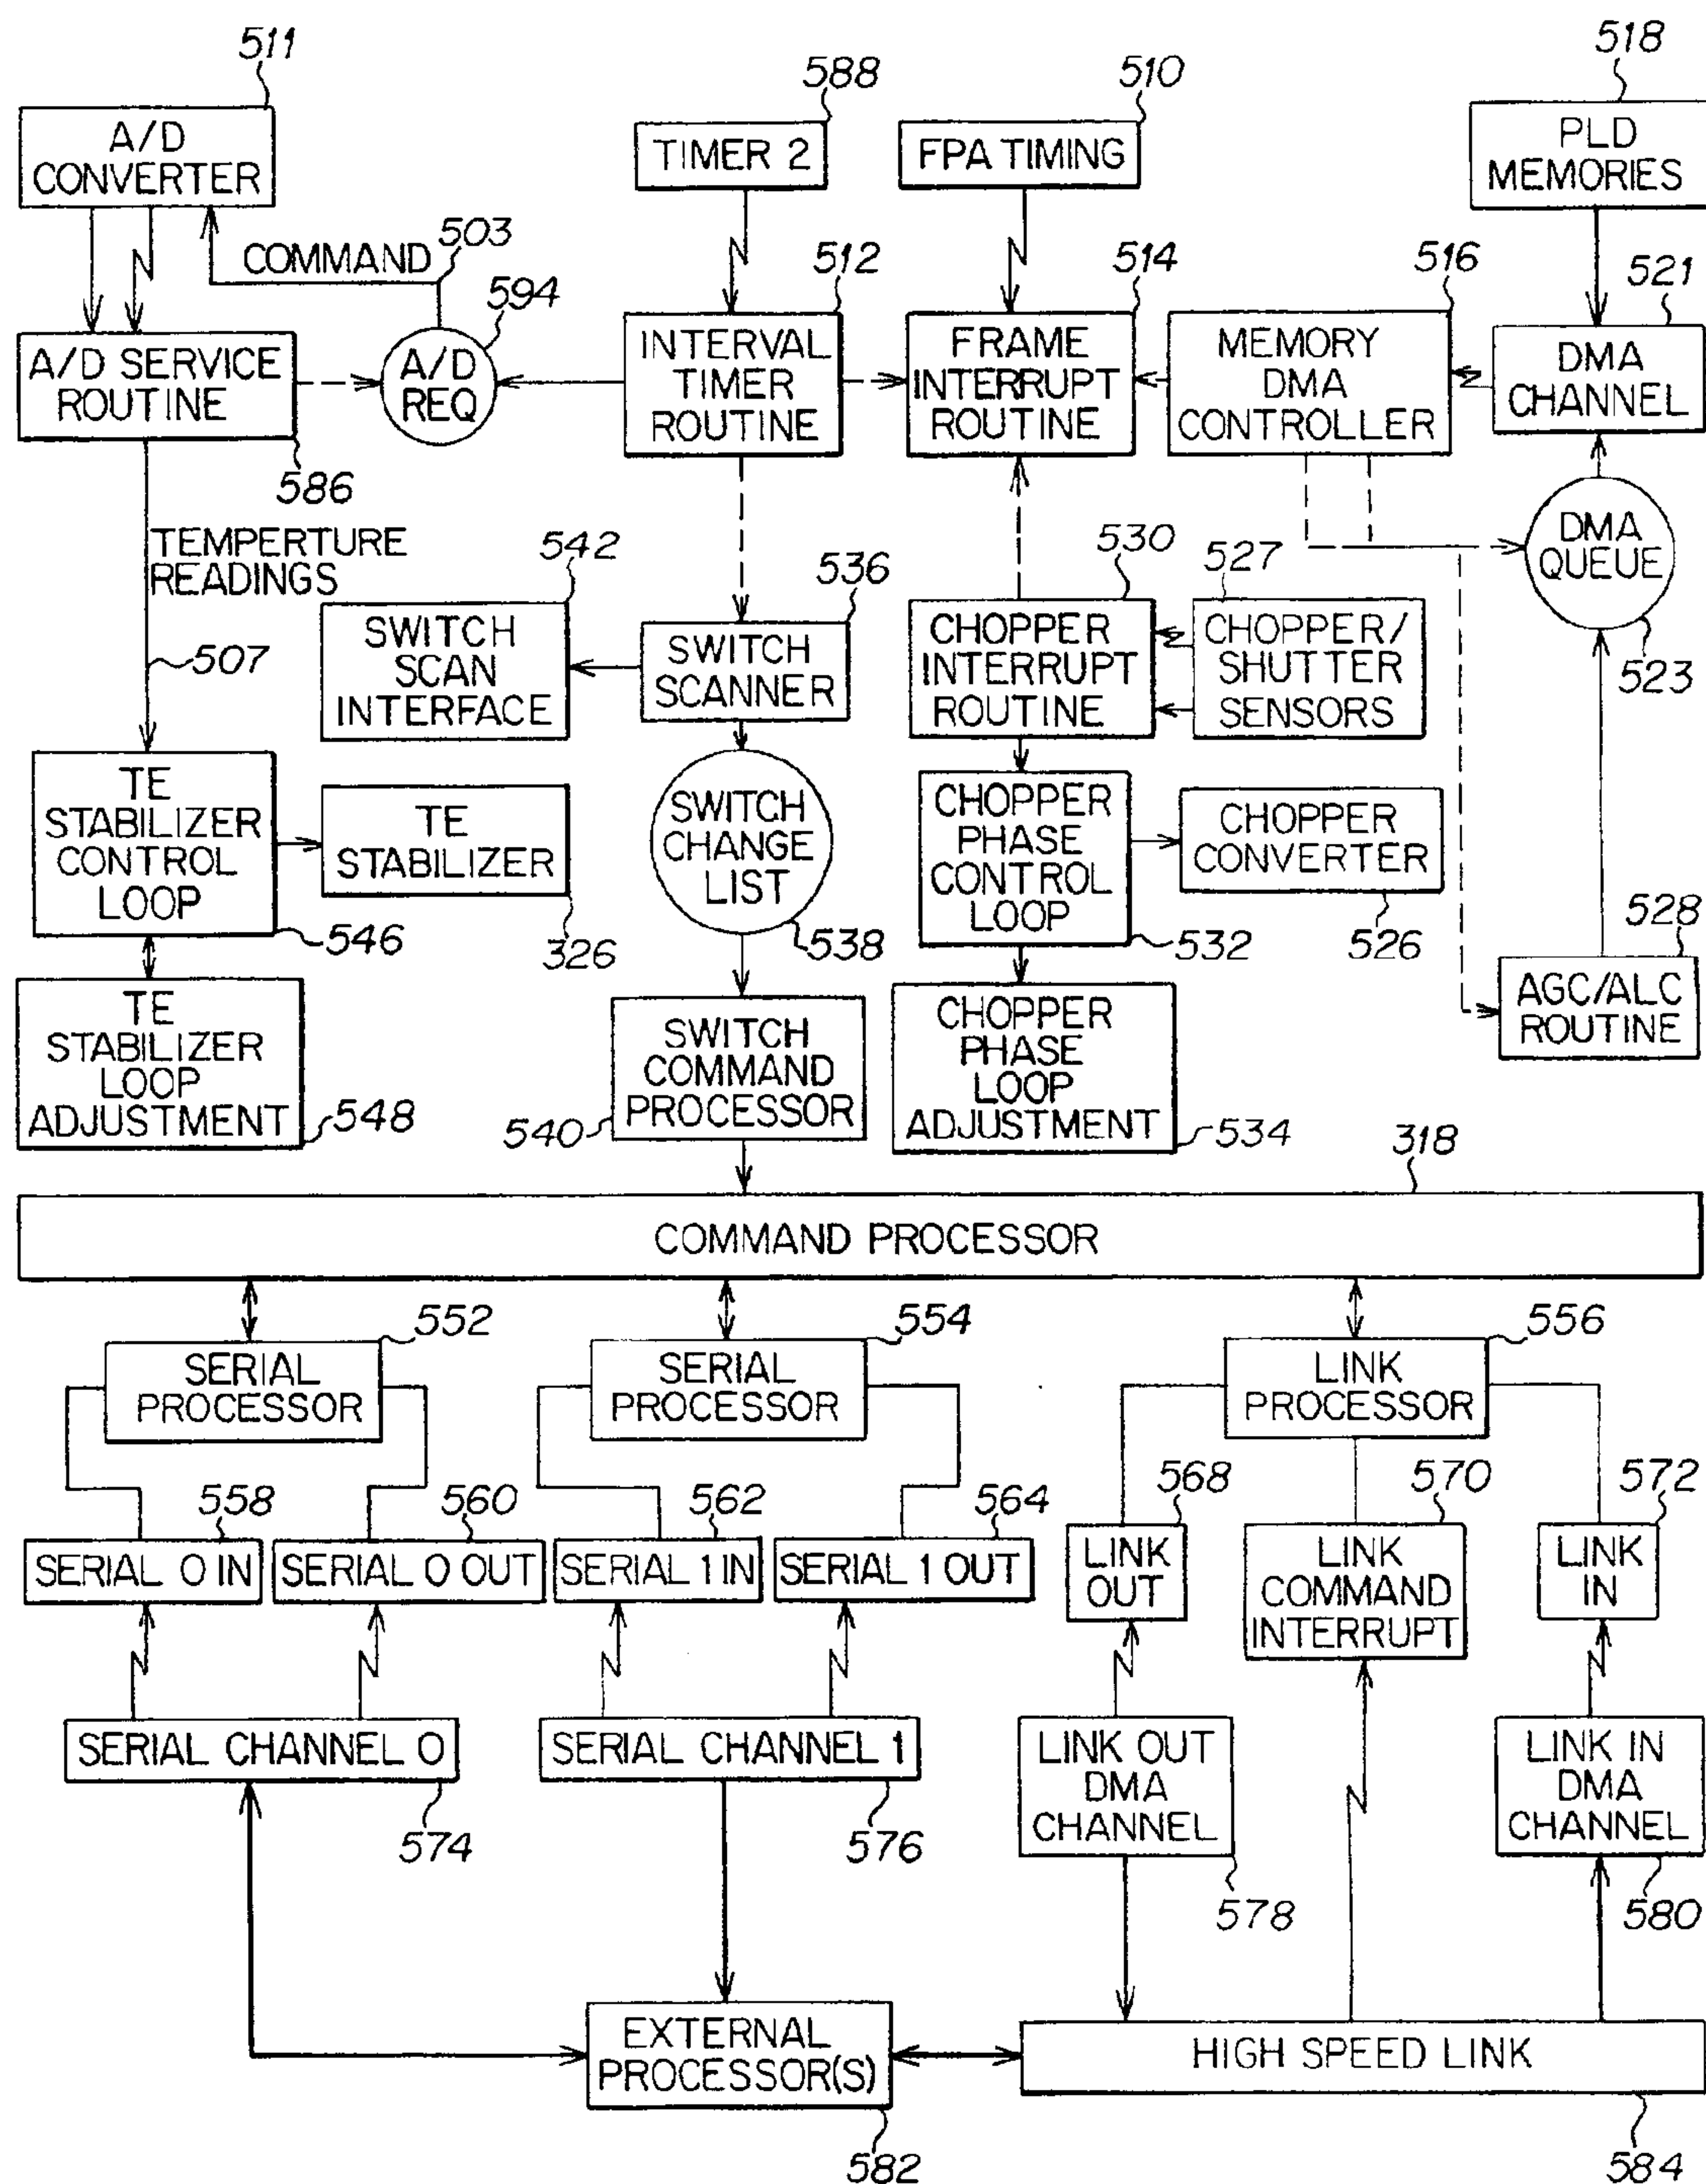 511
A/D
CONVERTER
588
TIMER 2
510
FPA TIMING
518
PLD
MEMORIES
COMMAND
503
594
512
514
516
521
A/D SERVICE
ROUTINE
A/D
REQ
INTERVAL
TIMER
ROUTINE
FRAME
INTERRUPT
ROUTINE
MEMORY
DMA
CONTROLLER
DMA
CHANNEL
586
TEMPERTURE
READINGS
507
542
SWITCH
SCAN
INTERFACE
536
SWITCH
SCANNER
530
CHOPPER
INTERRUPT
ROUTINE
527
CHOPPER/
SHUTTER
SENSORS
DMA
QUEUE
523
TE
STABILIZER
CONTROL
LOOP
546
TE
STABILIZER
326
SWITCH
CHANGE
LIST
538
CHOPPER
PHASE
CONTROL
LOOP
532
CHOPPER
CONVERTER
526
528
AGC/ALC
ROUTINE
TE
STABILIZER
LOOP
ADJUSTMENT
548
SWITCH
COMMAND
PROCESSOR
540
CHOPPER
PHASE
LOOP
ADJUSTMENT
534
318
COMMAND PROCESSOR
552
SERIAL
PROCESSOR
554
SERIAL
PROCESSOR
556
LINK
PROCESSOR
558
560
562
564
568
570
572
SERIAL 0 IN
SERIAL 0 OUT
SERIAL 1 IN
SERIAL 1 OUT
LINK
OUT
LINK
COMMAND
INTERRUPT
LINK
IN
SERIAL CHANNEL 0
574
SERIAL CHANNEL 1
576
LINK OUT
DMA
CHANNEL
578
LINK IN
DMA
CHANNEL
580
EXTERNAL
PROCESSOR(S)
582
HIGH SPEED LINK
584